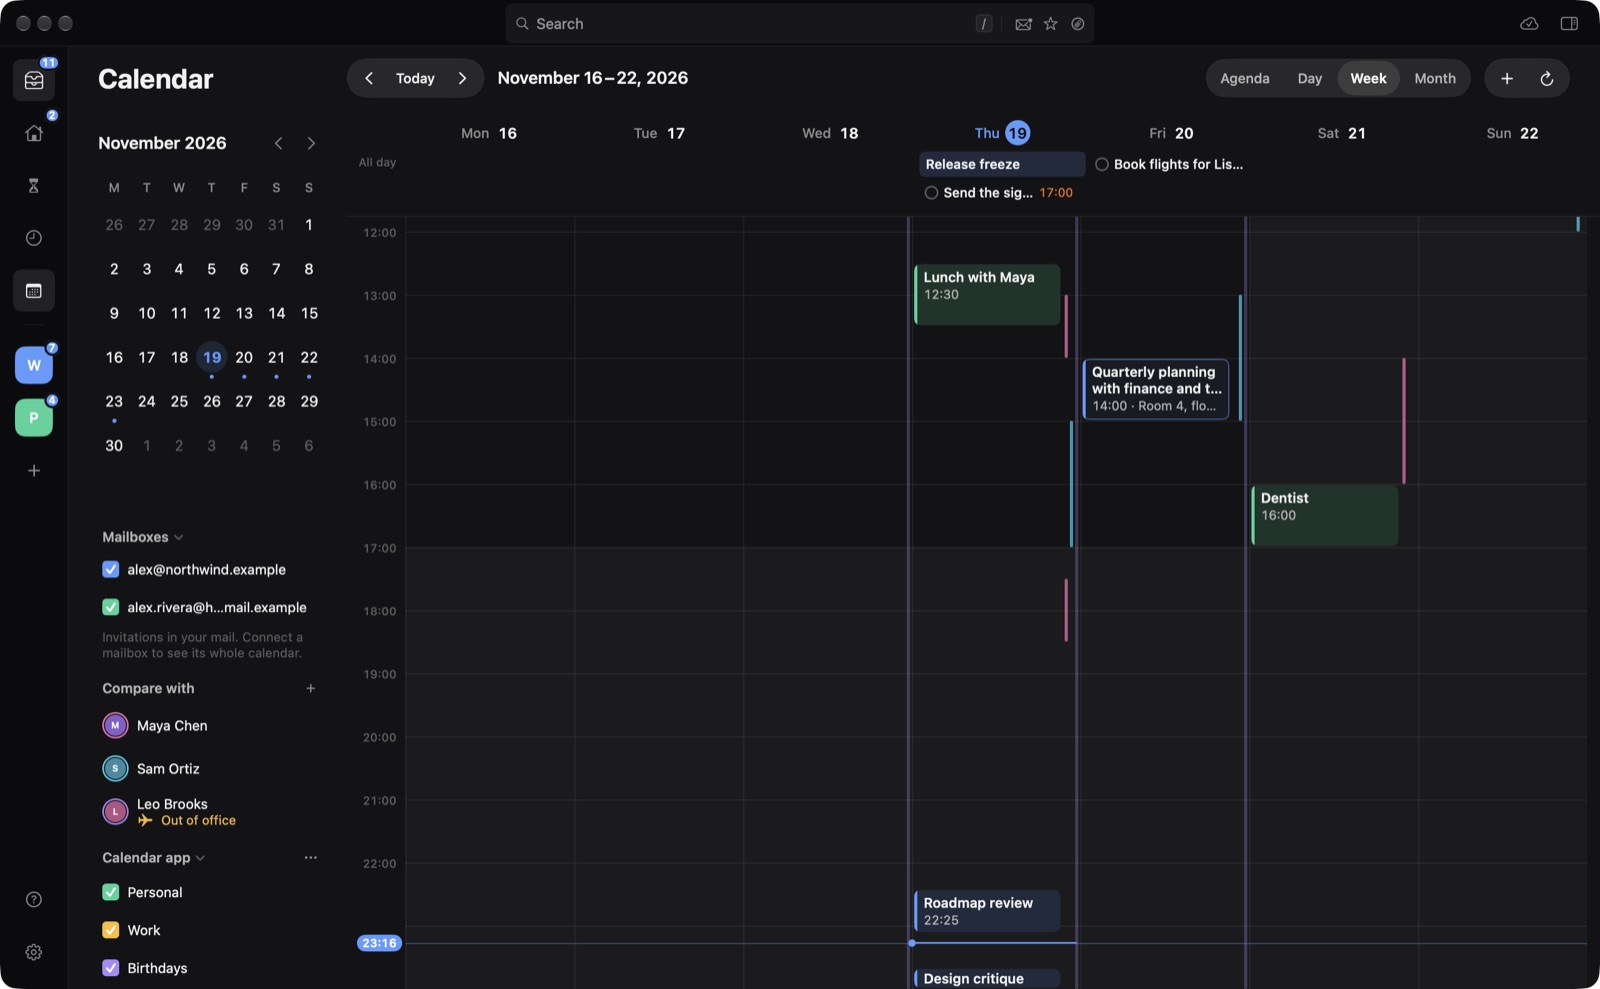 Search
/
11
2
7
W
4
P
Calendar
November 2026
M T W T F S S
26 27 28 29 30 31 1
2 3 4 5 6 7 8
9 10 11 12 13 14 15
16 17 18 19 20 21 22
23 24 25 26 27 28 29
30 1 2 3 4 5 6
Mailboxes
alex@northwind.example
alex.rivera@h...mail.example
Invitations in your mail. Connect a
mailbox to see its whole calendar.
Compare with
M Maya Chen
S Sam Ortiz
L Leo Brooks
Out of office
Calendar app
Personal
Work
Birthdays
Today
November 16–22, 2026
Agenda Day Week Month
Mon 16 Tue 17 Wed 18 Thu 19 Fri 20 Sat 21 Sun 22
All day
Release freeze
Book flights for Lis...
Send the sig... 17:00
12:00
Lunch with Maya
12:30
13:00
14:00
Quarterly planning
with finance and t...
14:00 · Room 4, flo...
15:00
16:00
Dentist
16:00
17:00
18:00
19:00
20:00
21:00
22:00
Roadmap review
22:25
23:16
Design critique